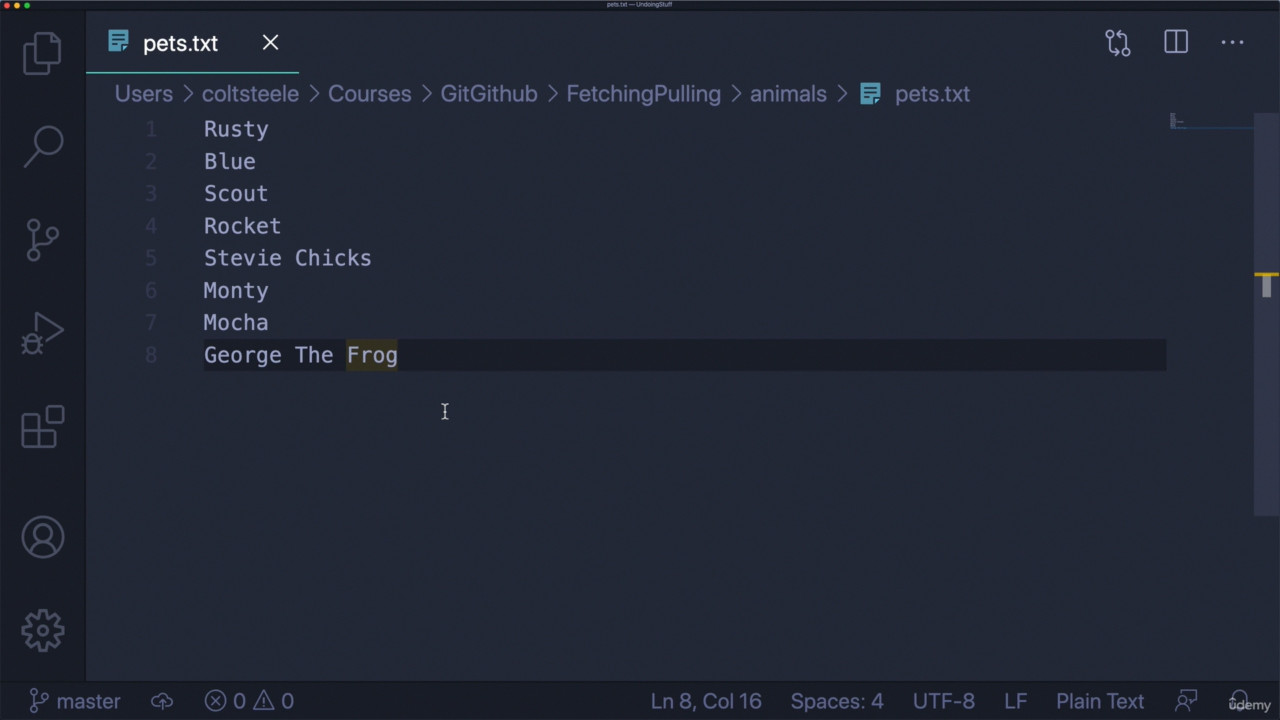 pets.txt — UndoingStuff
pets.txt
Users > coltsteele > Courses > GitGithub > FetchingPulling > animals > pets.txt
1 Rusty
2 Blue
3 Scout
4 Rocket
5 Stevie Chicks
6 Monty
7 Mocha
8 George The Frog
master 0 0 Ln 8, Col 16 Spaces: 4 UTF-8 LF Plain Text
ûdemy